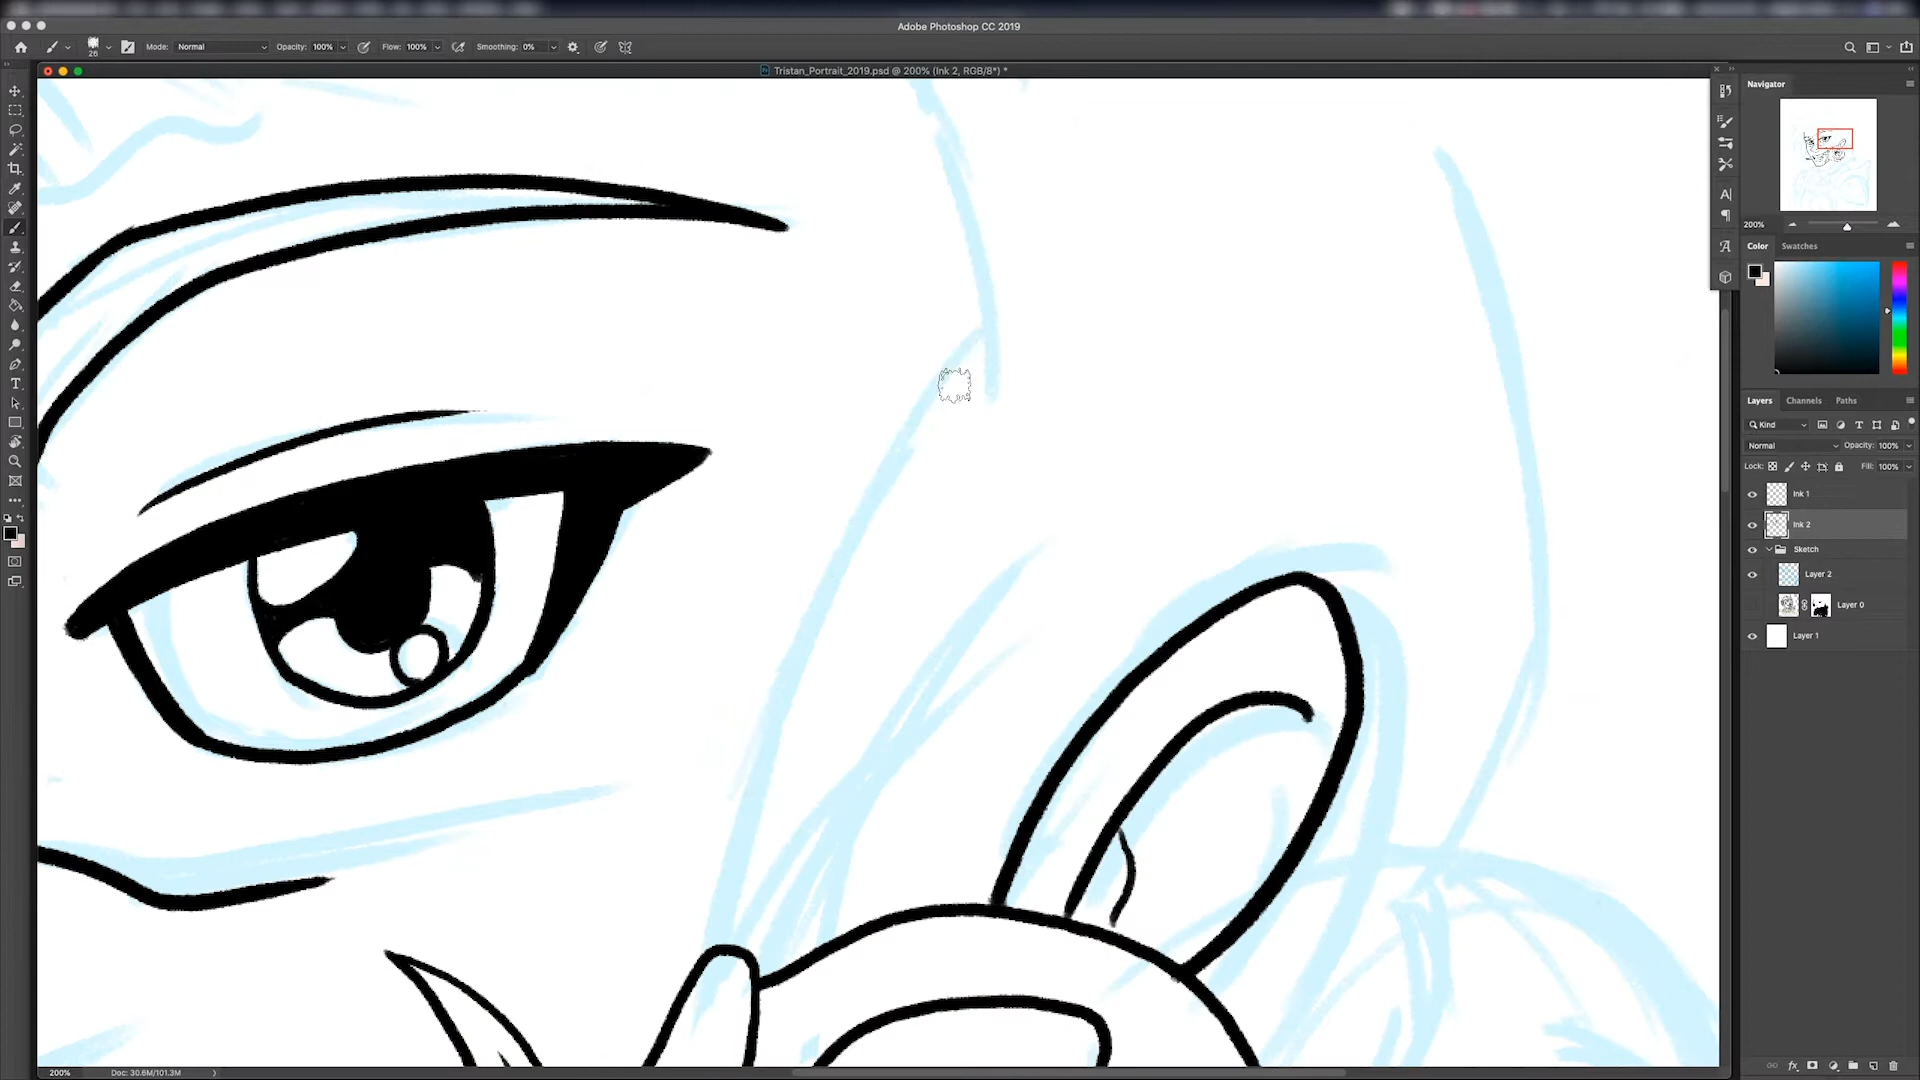 Adobe Photoshop CC 2019
26
Mode: Normal Opacity: 100% Flow: 100% Smoothing: 0%
Tristan_Portrait_2019.psd @ 200% (Ink 2, RGB/8*) *
Navigator
200%
Color Swatches
Layers Channels Paths
Kind
Normal Opacity: 100%
Lock: Fill: 100%
Ink 1
Ink 2
Sketch
Layer 2
Layer 0
Layer 1
200% Doc: 30.6M/101.3M